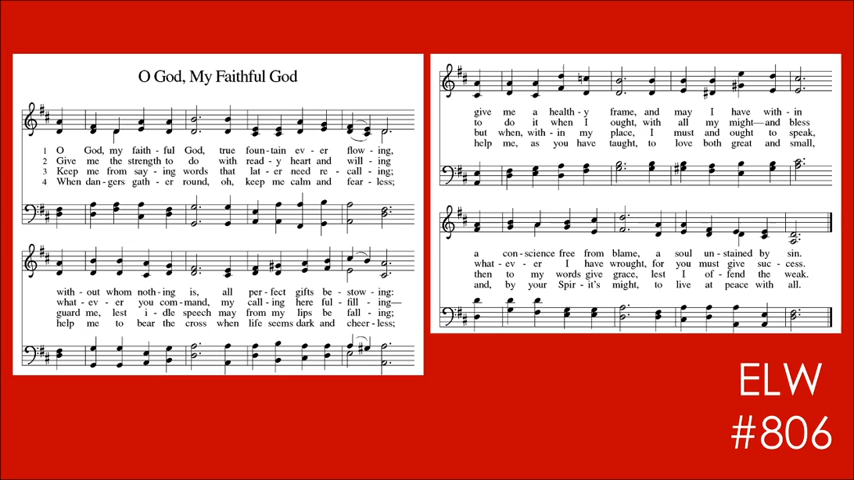 O God, My Faithful God
1 O God, my faith - ful God, true foun - tain ev - er flow - ing,
2 Give me the strength to do with read - y heart and will - ing
3 Keep me from say - ing words that lat - er need re - call - ing;
4 When dan - gers gath - er round, oh, keep me calm and fear - less;
with - out whom noth - ing is, all per - fect gifts be - stow - ing:
what - ev - er you com - mand, my call - ing here ful - fill - ing—
guard me, lest i - dle speech may from my lips be fall - ing;
help me to bear the cross when life seems dark and cheer - less;
give me a health - y frame, and may I have with - in
to do it when I ought, with all my might—and bless
but when, with - in my place, I must and ought to speak,
help me, as you have taught, to love both great and small,
a con - science free from blame, a soul un - stained by sin.
what - ev - er I have wrought, for you must give suc - cess.
then to my words give grace, lest I of - fend the weak.
and, by your Spir - it's might, to live at peace with all.
ELW
#806